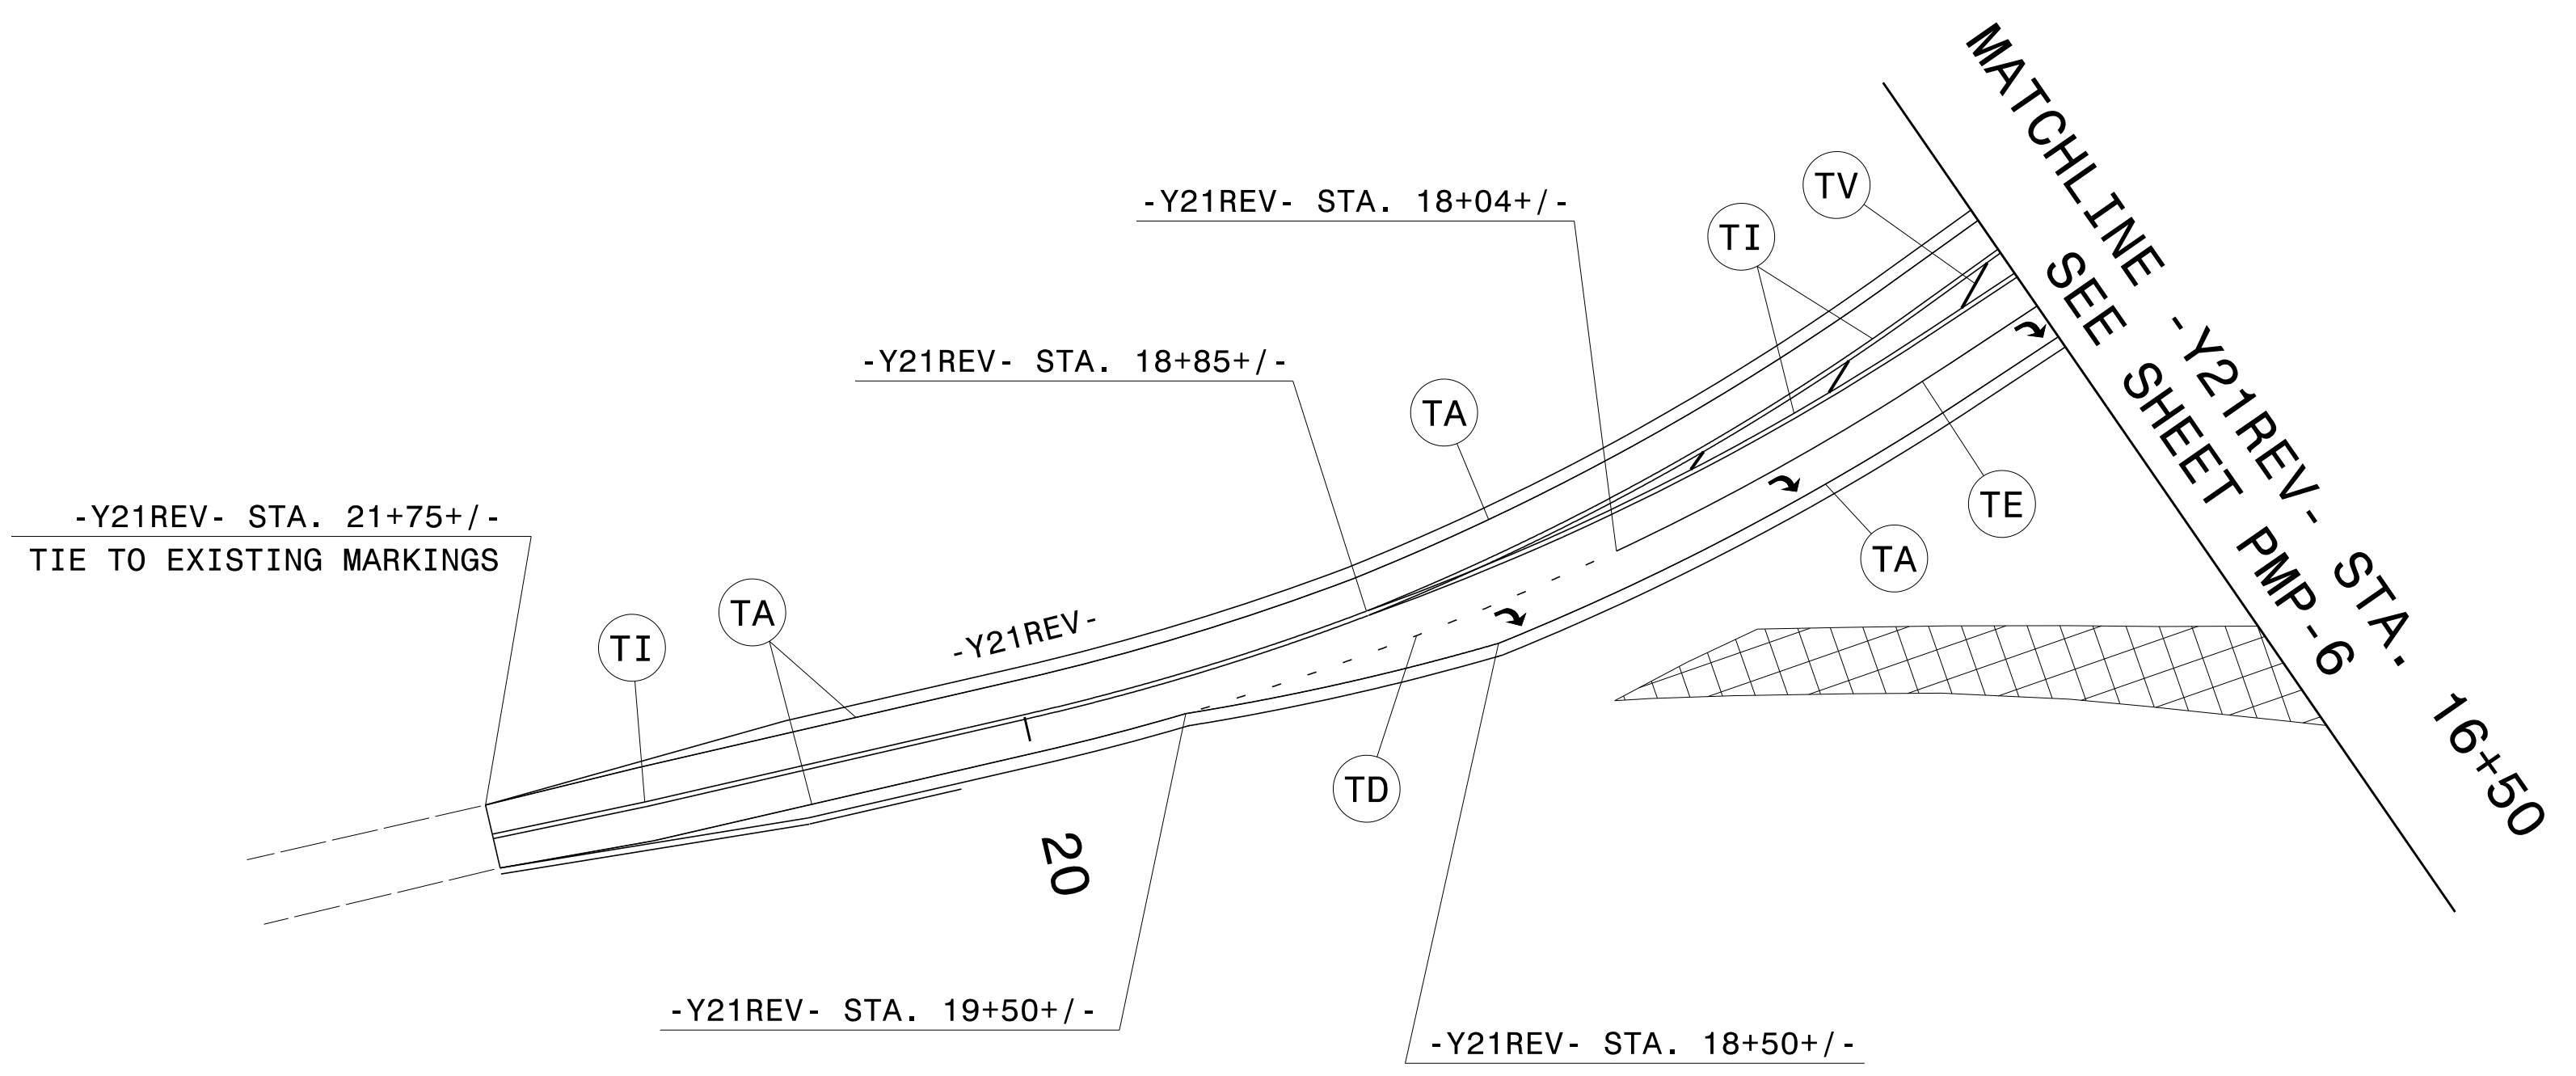 MATCHLINE -Y21REV- STA. 16+50
SEE SHEET PMP-6
TV
-Y21REV- STA. 18+04+/-
TI
-Y21REV- STA. 18+85+/-
TA
TE
-Y21REV- STA. 21+75+/-
TIE TO EXISTING MARKINGS
TA
TA
-Y21REV-
TI
TD
20
-Y21REV- STA. 19+50+/-
-Y21REV- STA. 18+50+/-